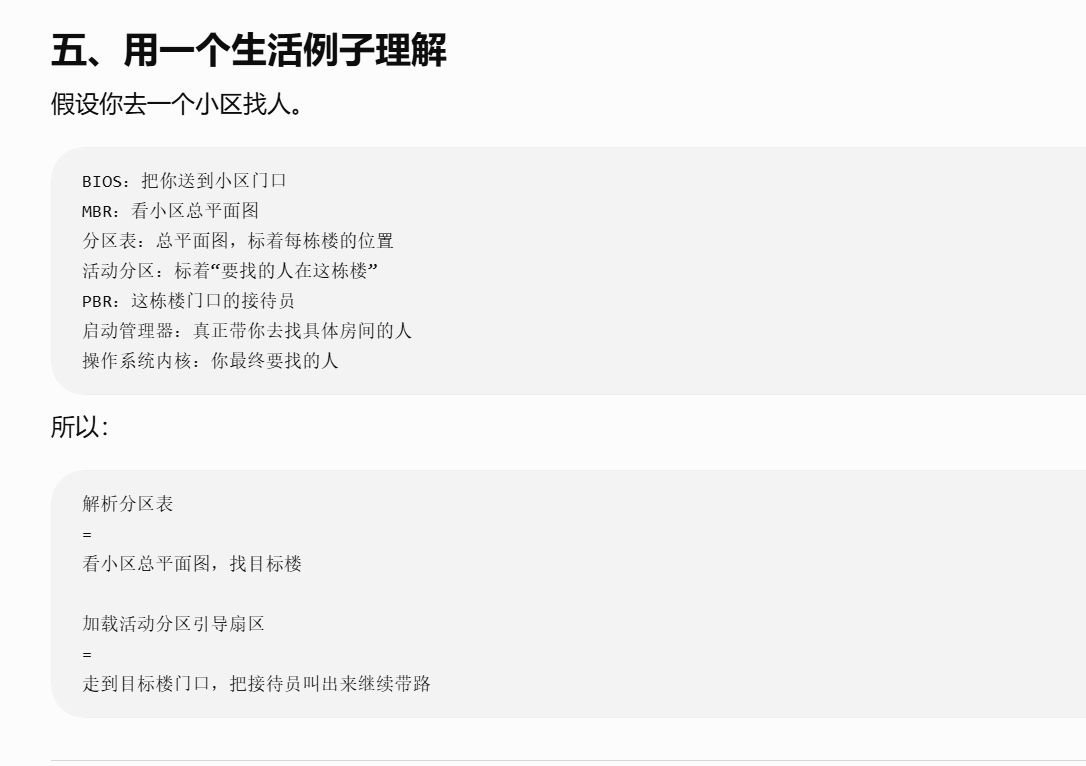 五、用一个生活例子理解
假设你去一个小区找人。
BIOS：把你送到小区门口
MBR：看小区总平面图
分区表：总平面图，标着每栋楼的位置
活动分区：标着“要找的人在这栋楼”
PBR：这栋楼门口的接待员
启动管理器：真正带你去找具体房间的人
操作系统内核：你最终要找的人
所以：
解析分区表
=
看小区总平面图，找目标楼
加载活动分区引导扇区
=
走到目标楼门口，把接待员叫出来继续带路